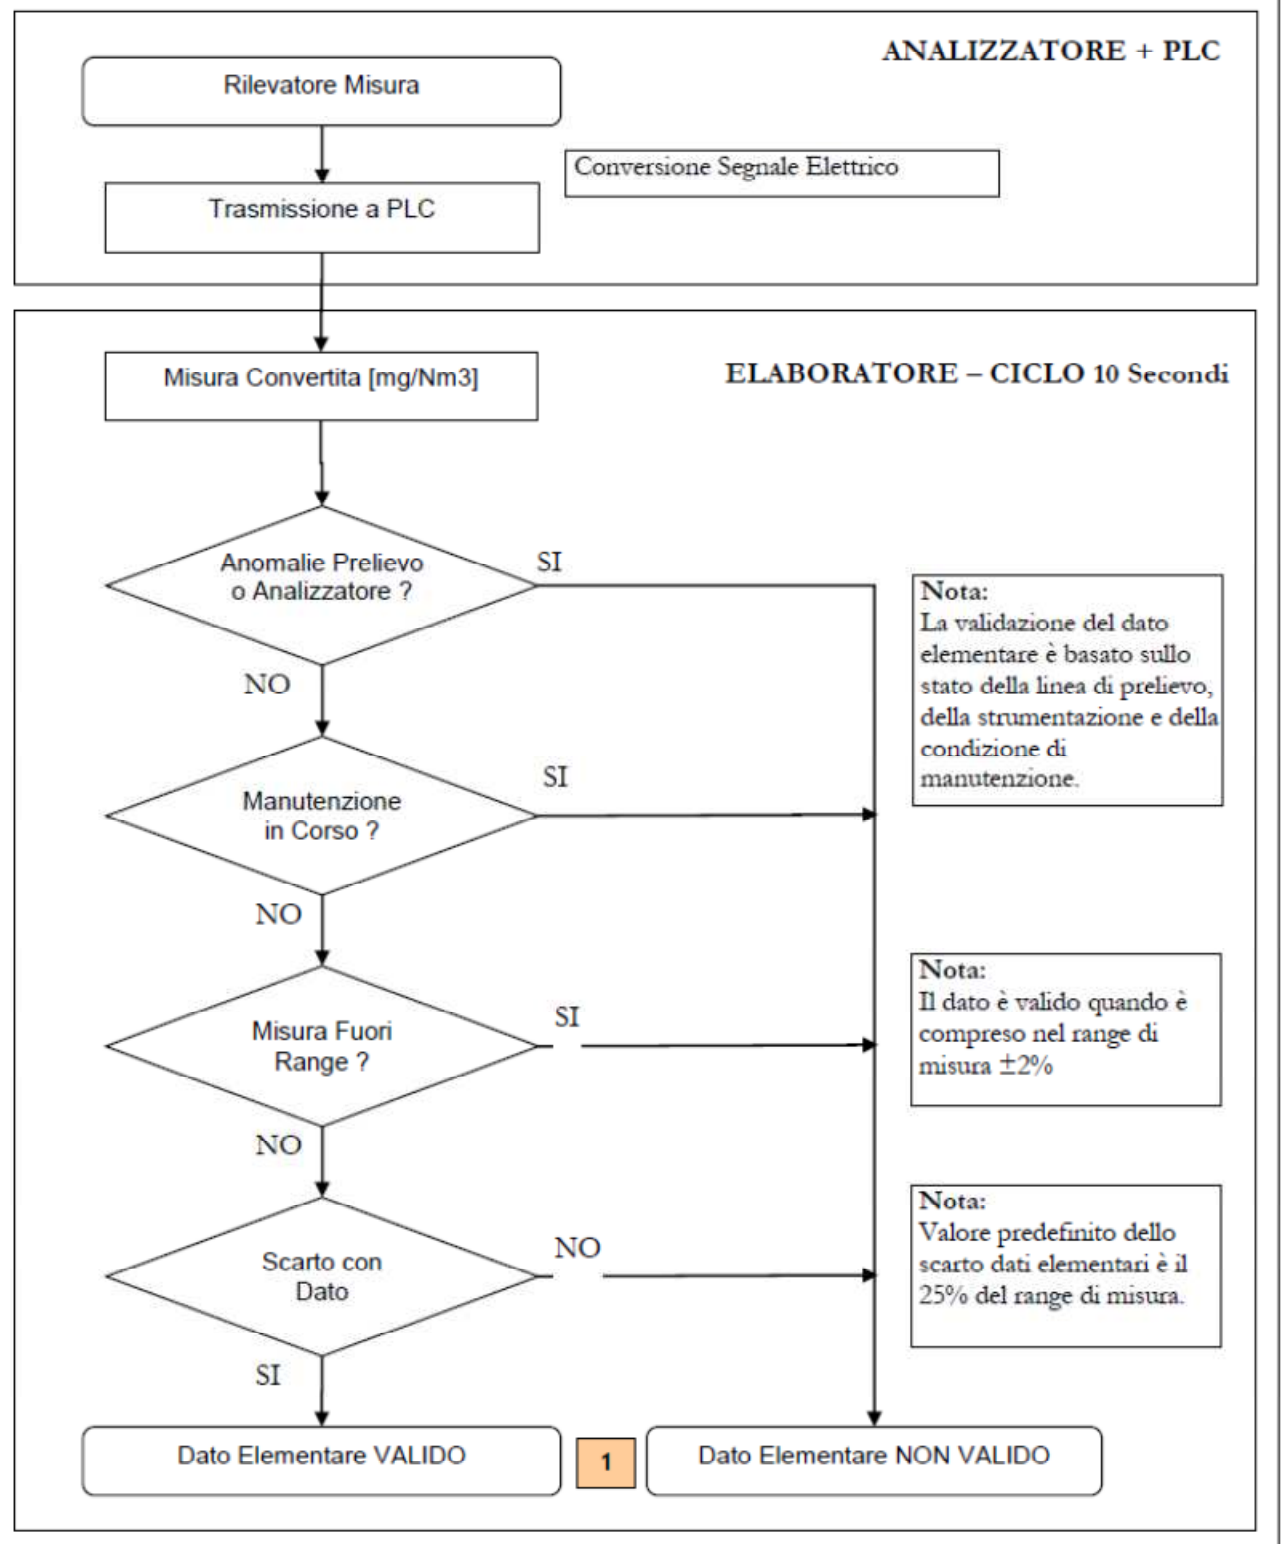 ANALIZZATORE + PLC
Rilevatore Misura
Conversione Segnale Elettrico
Trasmissione a PLC
Misura Convertita [mg/Nm3]
ELABORATORE – CICLO 10 Secondi
Anomalie Prelievo
o Analizzatore ?
SI
NO
Nota:
La validazione del dato
elementare è basato sullo
stato della linea di prelievo,
della strumentazione e della
condizione di
manutenzione.
Manutenzione
in Corso ?
SI
NO
Misura Fuori
Range ?
SI
NO
Nota:
Il dato è valido quando è
compreso nel range di
misura ±2%
Scarto con
Dato
NO
SI
Nota:
Valore predefinito dello
scarto dati elementari è il
25% del range di misura.
Dato Elementare VALIDO
1
Dato Elementare NON VALIDO